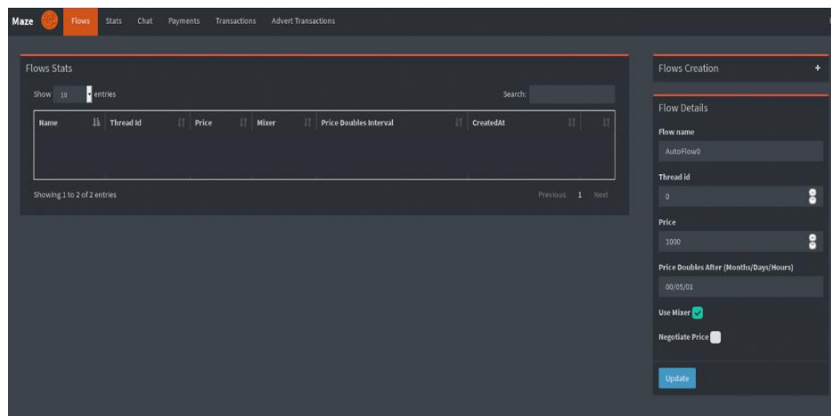 Maze Flows Stats Chat Payments Transactions Advert Transactions
Flows Stats
Show 10 entries
Search:
Name Thread Id Price Mixer Price Doubles Interval CreatedAt
Showing 1 to 2 of 2 entries
Previous 1 Next
Flows Creation +
Flow Details
Flow name
AutoFlow0
Thread id
0
Price
1000
Price Doubles After (Months/Days/Hours)
00/05/01
Use Mixer
Negotiate Price
Update